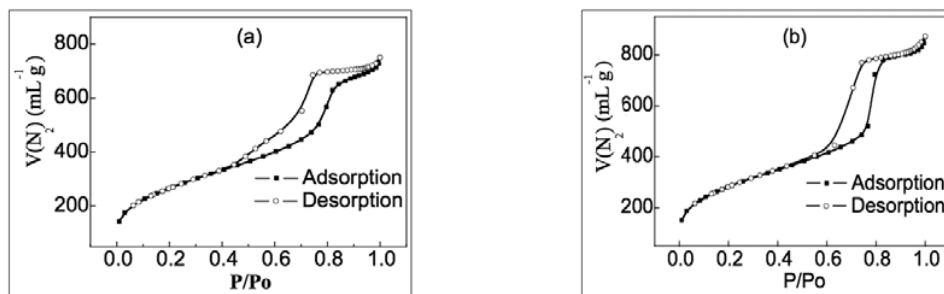 (a)
V(N₂) (mL g⁻¹)
800
600
400
200
Adsorption
Desorption
0.0 0.2 0.4 0.6 0.8 1.0
P/Po
(b)
V(N₂) (mL g⁻¹)
800
600
400
200
Adsorption
Desorption
0.0 0.2 0.4 0.6 0.8 1.0
P/Po